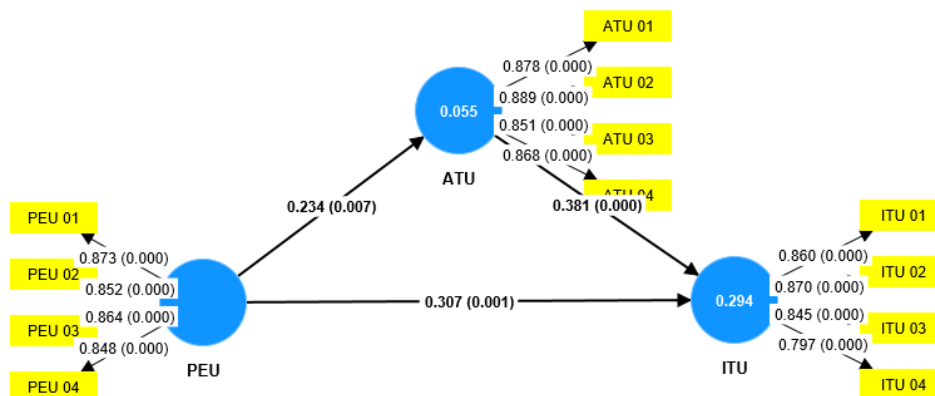 ATU 01
0.878 (0.000)
ATU 02
0.889 (0.000)
0.055
0.851 (0.000)
ATU 03
0.868 (0.000)
ATU
ATU 04
0.381 (0.000)
0.234 (0.007)
PEU 01
0.873 (0.000)
PEU 02
0.852 (0.000)
0.864 (0.000)
PEU 03
0.848 (0.000)
PEU 04
PEU
0.307 (0.001)
ITU 01
0.860 (0.000)
ITU 02
0.870 (0.000)
0.294
0.845 (0.000)
ITU 03
0.797 (0.000)
ITU 04
ITU